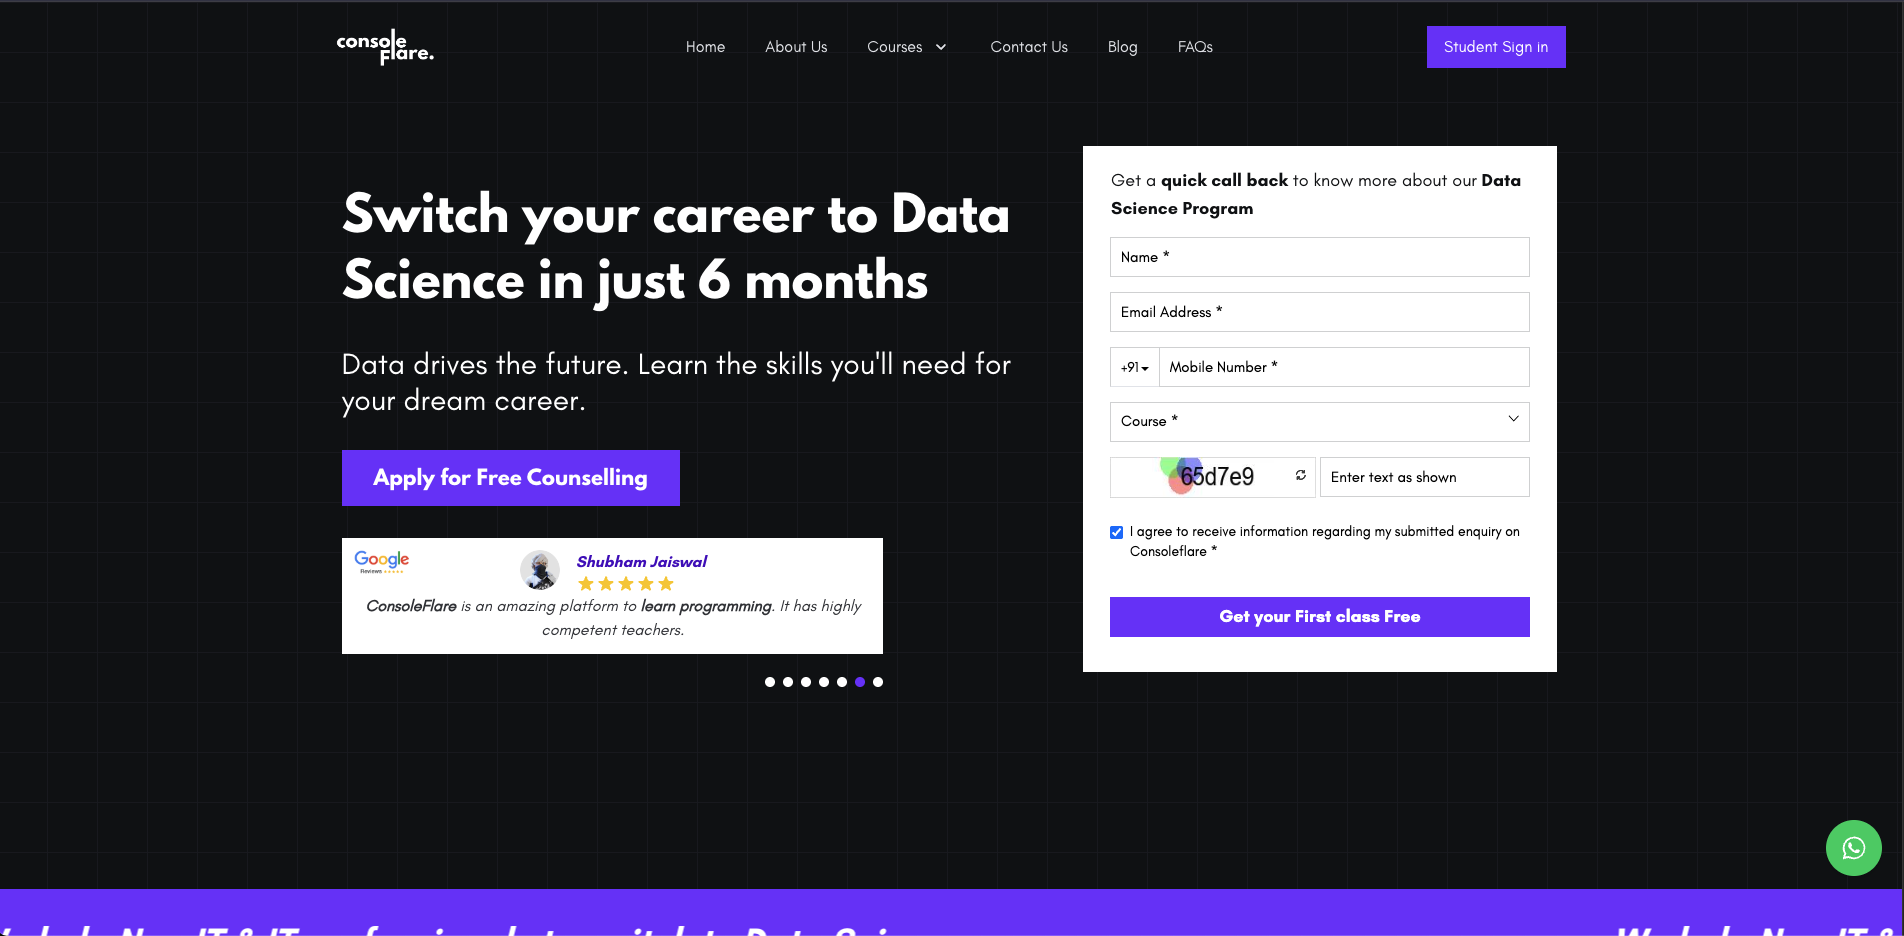 console
flare.
Home
About Us
Courses
Contact Us
Blog
FAQs
Student Sign in
Switch your career to Data
Science in just 6 months
Data drives the future. Learn the skills you'll need for
your dream career.
Apply for Free Counselling
Google
Reviews
Shubham Jaiswal
ConsoleFlare is an amazing platform to learn programming. It has highly
competent teachers.
Get a quick call back to know more about our Data
Science Program
Name *
Email Address *
+91
Mobile Number *
Course *
65d7e9
Enter text as shown
I agree to receive information regarding my submitted enquiry on
Consoleflare *
Get your First class Free